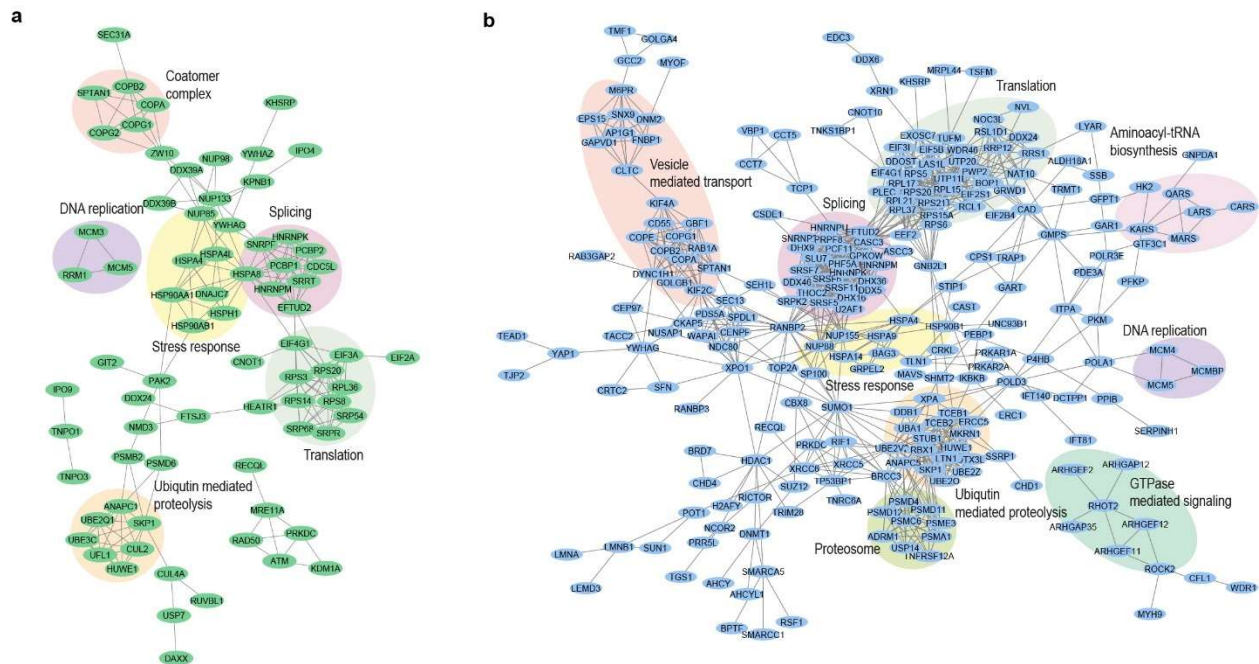 a
SEC31A
Coatomer
complex
COPB2
SPTAN1
COPA
COPG1
COPG2
KHSRP
ZW10
NUP98
YWHAZ
IPO4
DDX39A
KPNB1
NUP133
DDX39B
NUP85
DNA replication
YWHAG
Splicing
MCM3
HNRNPK
SNRPF
PCBP2
HSPA4L
HSPA4
PCBP1
CDC5L
MCM5
RRM1
HSPA8
SRRT
HNRNPM
HSP90AA1
DNAJC7
HSPH1
EFTUD2
HSP90AB1
Stress response
EIF4G1
GIT2
CNOT1
EIF3A
EIF2A
RPS20
RPS3
IPO9
PAK2
RPL36
DDX24
RPS14
RPS8
HEATR1
FTSJ3
SRP54
TNPO1
NMD3
SRP68
SRPR
Translation
PSMB2
PSMD6
TNPO3
RECQL
Ubiqutin mediated
proteolysis
ANAPC1
MRE11A
UBE2Q1
SKP1
RAD50
PRKDC
UBE3C
CUL2
UFL1
ATM
KDM1A
HUWE1
CUL4A
RUVBL1
USP7
DAXX
b
TMF1
GOLGA4
GCC2
MYOF
EDC3
DDX6
MRPL44
TSFM
KHSRP
XRN1
Translation
M6PR
SNX9
EPS15
DNM2
AP1G1
GAPVD1
FNBP1
CLTC
Vesicle
mediated transport
CNOT10
TNKS1BP1
VBP1
CCT5
CCT7
TCP1
NVL
NOC3L
EXOSC7
RSL1D1
TUFM
DDX24
LYAR
EIF3I
EIF5B
WDR46
RRP12
RRS1
Aminoacyl-tRNA
biosynthesis
DDOST
LAS1L
UTP20
ALDH18A1
GNPDA1
EIF4G1
RPS5
PWP2
NAT10
SSB
RPL17
UTP11L
HK2
QARS
PLEC
RPS20
RPL15
BOP1
GRWD1
TRMT1
GFPT1
CARS
RPL21
RPS21
EIF2S1
CAD
LARS
RPL37
RCL1
EIF2B4
RPS15A
GAR1
KARS
KIF4A
CSDL1
RPS6
GTF3C1
MARS
Splicing
HNRNPU
CD55
GBF1
EFTUD2
EEF2
GMPS
POLR3E
PRPF8
CASC3
COPE
COPG1
DHX9
PCF11
ASCC3
CPS1
TRAP1
COPB2
RAB1A
SLU7
GPKOW
GNB2L1
PDE3A
RAB3GAP2
COPA
PHF5A
HNRNPM
SRSF7
HNRNPK
PFKP
DYNC1H1
SPTAN1
SRSF6
DHX36
GOLGB1
DDX46
SRSF11
DDX5
STIP1
GART
KIF2C
SEH1L
THOC2
DHX16
SRPK2
SRSF5
CAST
ITPA
DNA replication
SEC13
U2AF1
CEP97
PDS5A
PKM
CKAP5
SPDL1
HSPA4
HSP90B1
UNC93B1
TEAD1
TACC2
NUSAP1
WAPAL
CENPF
RANBP2
NUP155
HSPA9
PEBP1
MCM4
YAP1
YWHAG
NDC80
NUP88
BAG3
CRKL
PRKAR1A
P4HB
POLA1
MCMBP
TJP2
XPO1
TOP2A
HSPA14
TLN1
PRKAR2A
SP100
GRPEL2
MAVS
MCM5
CRTC2
SFN
Stress response
SHMT2
IKBKB
POLD3
DCTPP1
RANBP3
CBX8
SUMO1
XPA
IFT140
PPIB
DDB1
TCEB1
ERC1
RECQL
UBA1
TCEB2
ERCC5
SERPINH1
PRKDC
RIF1
STUB1
MKRN1
IFT81
BRD7
HDAC1
RBX1
HUWE1
SSRP1
ARHGEF2
ARHGAP12
XRCC6
XRCC5
ANAPC5
LTN1
CHD4
SUZ12
BRCC3
SKP1
UBE2Z
GTPase
mediated signaling
RICTOR
TP53BP1
UBE2O
CHD1
H2AFY
TNRC6A
PSMD4
Ubiqutin
mediated proteolysis
RHOT2
POT1
TRIM28
PSMD12
PSMD11
ARHGAP35
ARHGEF12
NCOR2
PSMC6
PSME3
LMNA
LMNB1
SUN1
DNMT1
Proteosome
ADRM1
PSMA1
ARHGEF11
PRR5L
USP14
TNFRSF12A
ROCK2
LEMD3
TGS1
SMARCA5
CFL1
WDR1
AHCY
AHCYL1
MYH9
BPTF
RSF1
SMARCC1